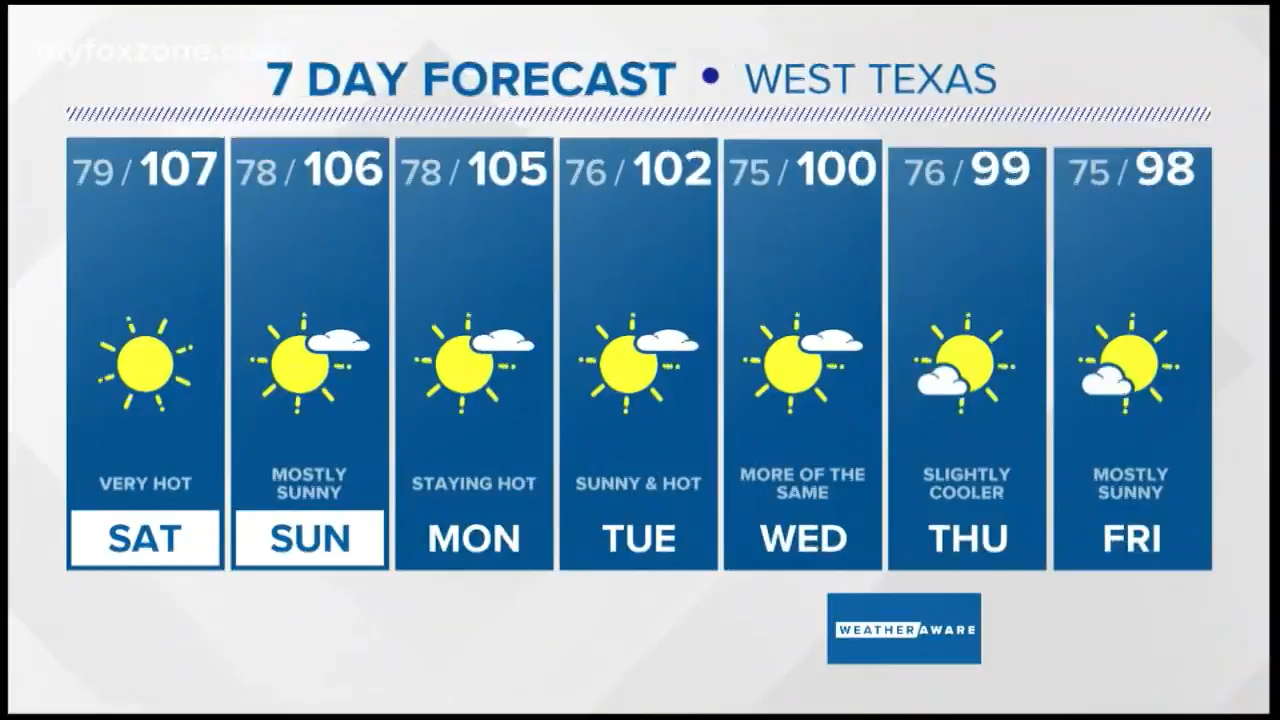 myfoxzone.com
7 DAY FORECAST • WEST TEXAS
79 / 107
78 / 106
78 / 105
76 / 102
75 / 100
76 / 99
75 / 98
VERY HOT
MOSTLY
SUNNY
STAYING HOT
SUNNY & HOT
MORE OF THE
SAME
SLIGHTLY
COOLER
MOSTLY
SUNNY
SAT
SUN
MON
TUE
WED
THU
FRI
WEATHER AWARE